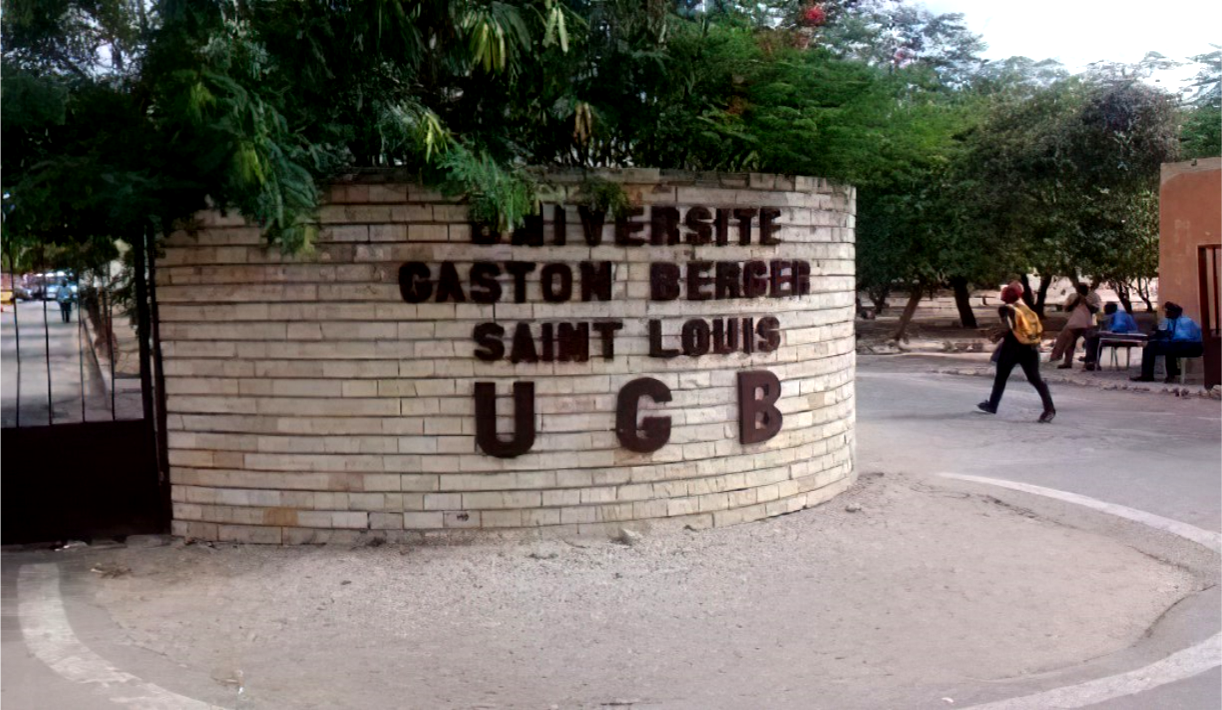 UNIVERSITE
GASTON BERGER
SAINT LOUIS
U G B